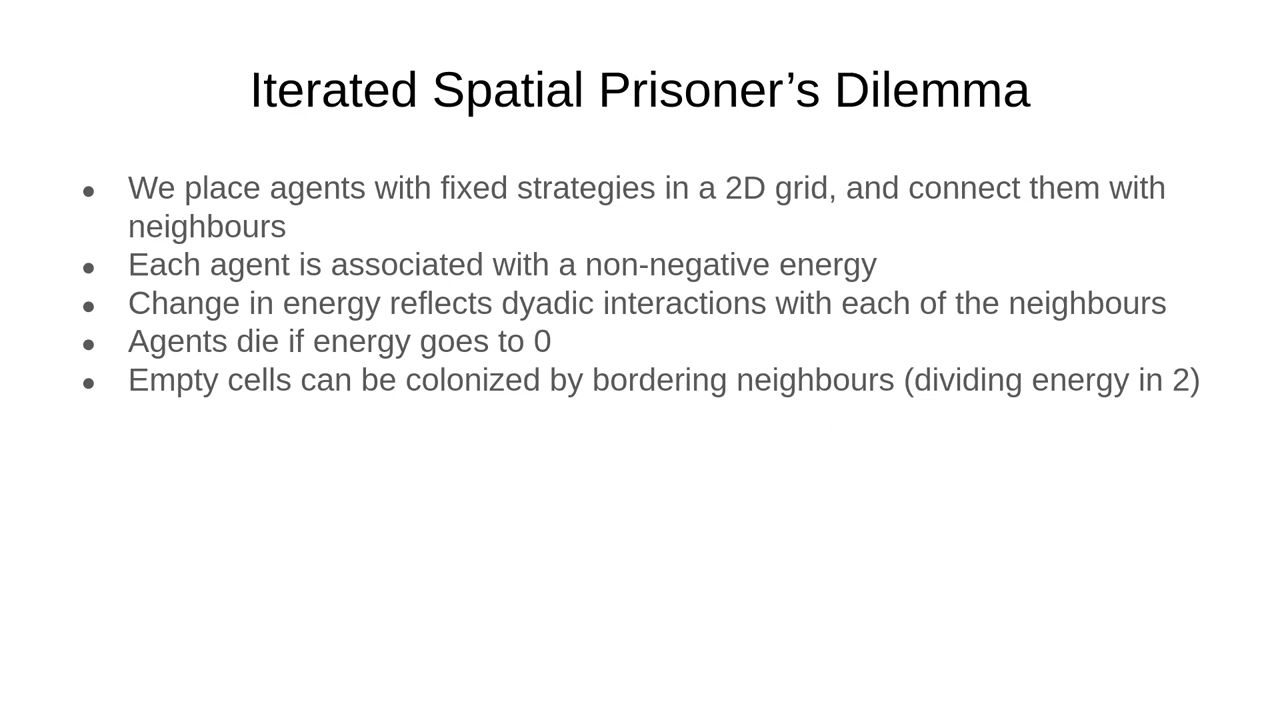 Iterated Spatial Prisoner’s Dilemma
● We place agents with fixed strategies in a 2D grid, and connect them with
neighbours
● Each agent is associated with a non-negative energy
● Change in energy reflects dyadic interactions with each of the neighbours
● Agents die if energy goes to 0
● Empty cells can be colonized by bordering neighbours (dividing energy in 2)